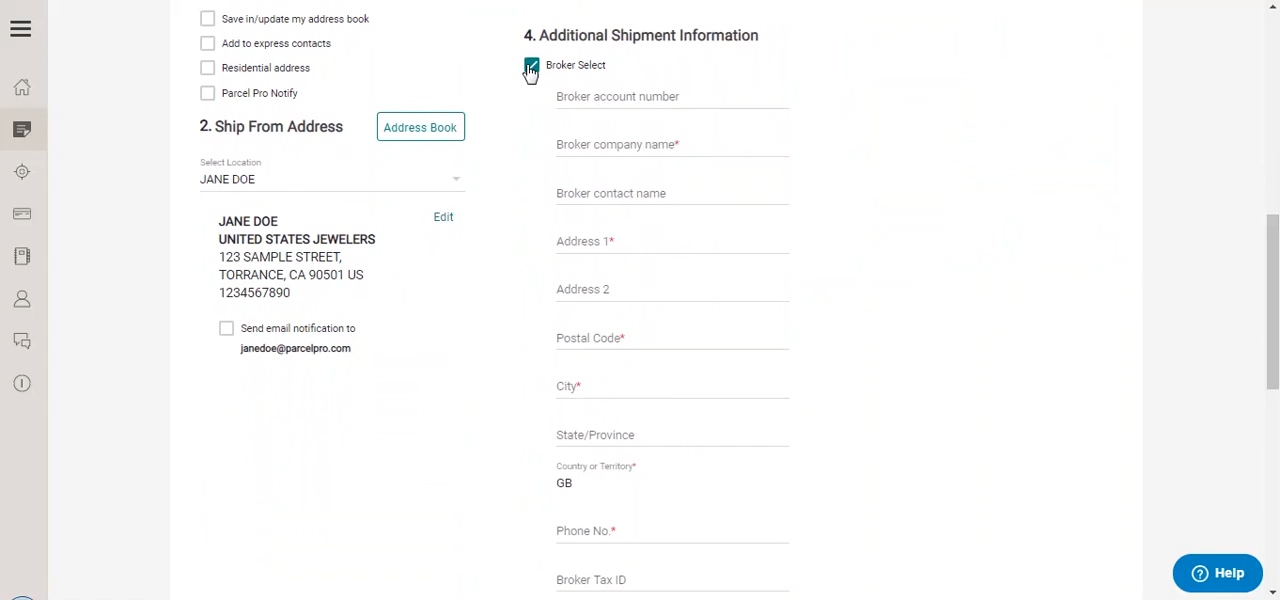 Save in/update my address book
Add to express contacts
Residential address
Parcel Pro Notify
2. Ship From Address
Address Book
Select Location
JANE DOE
JANE DOE
Edit
UNITED STATES JEWELERS
123 SAMPLE STREET,
TORRANCE, CA 90501 US
1234567890
Send email notification to
janedoe@parcelpro.com
4. Additional Shipment Information
Broker Select
Broker account number
Broker company name*
Broker contact name
Address 1*
Address 2
Postal Code*
City*
State/Province
Country or Territory*
GB
Phone No.*
Broker Tax ID
Help